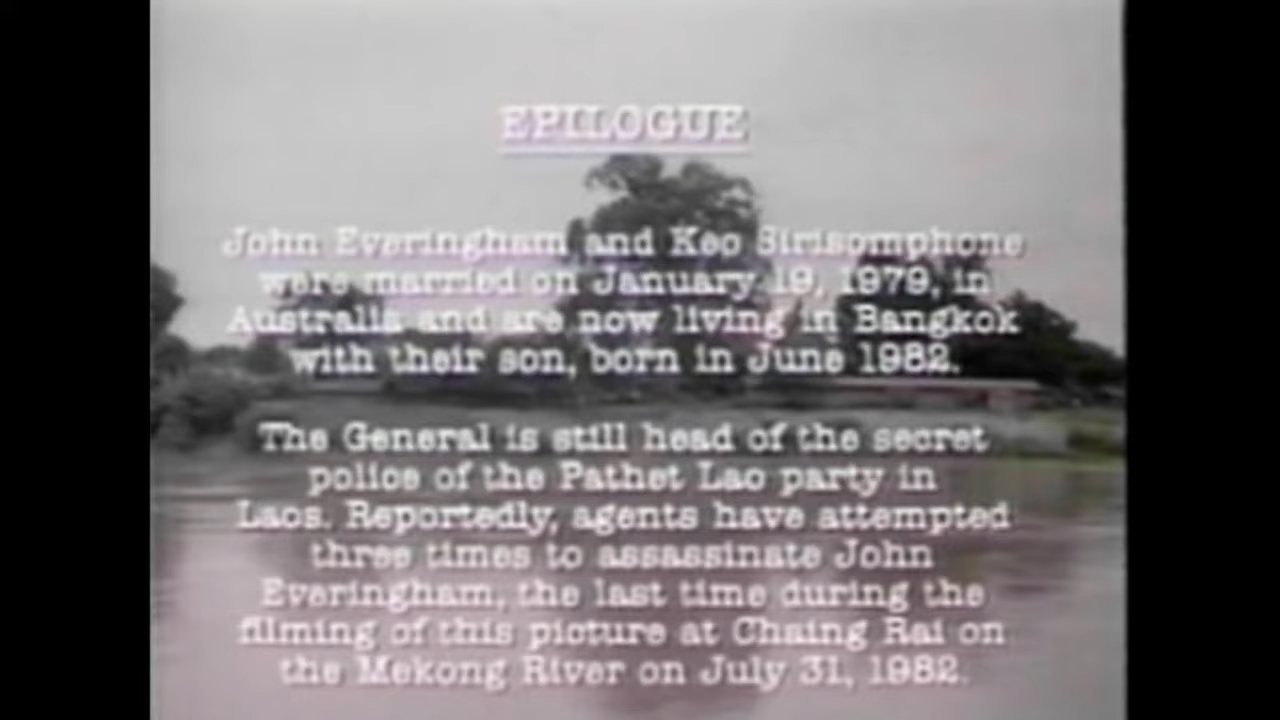 EPILOGUE
John Everingham and Keo Sirisomphone
were married on January 19, 1979, in
Australia and are now living in Bangkok
with their son, born in June 1982.
The General is still head of the secret
police of the Pathet Lao party in
Laos. Reportedly, agents have attempted
three times to assassinate John
Everingham, the last time during the
filming of this picture at Chaing Rai on
the Mekong River on July 31, 1982.